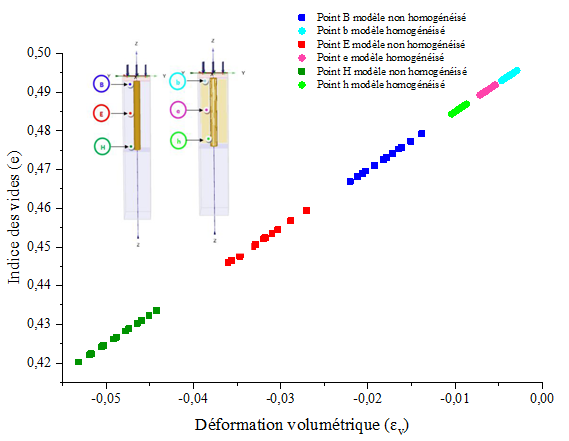 Point B modèle non homogénéisé
Point b modèle homogénéisé
Point E modèle non homogénéisé
Point e modèle homogénéisé
Point H modèle non homogénéisé
Point h modèle homogénéisé
Z
Z
Y
Y
B
E
H
b
e
h
Z
Z
Indice des vides (e)
0,50
0,49
0,48
0,47
0,46
0,45
0,44
0,43
0,42
-0,05
-0,04
-0,03
-0,02
-0,01
0,00
Déformation volumétrique (εv)